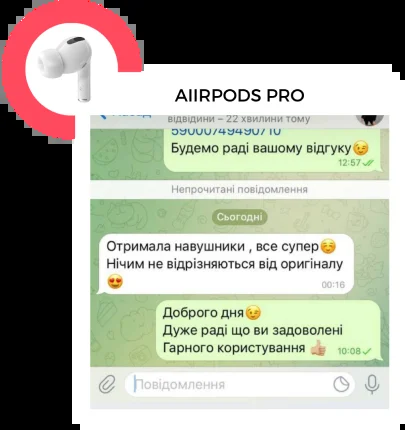 AIIRPODS PRO
відвідини – 22 хвилини тому
59000749490710
Будемо раді вашому відгуку😉
12:57
Непрочитані повідомлення
Сьогодні
Отримала навушники , все супер☺️
Нічим не відрізняються від оригіналу
😍
00:16
Доброго дня😉
Дуже раді що ви задоволені
Гарного користування 👍🏻
10:08
Повідомлення